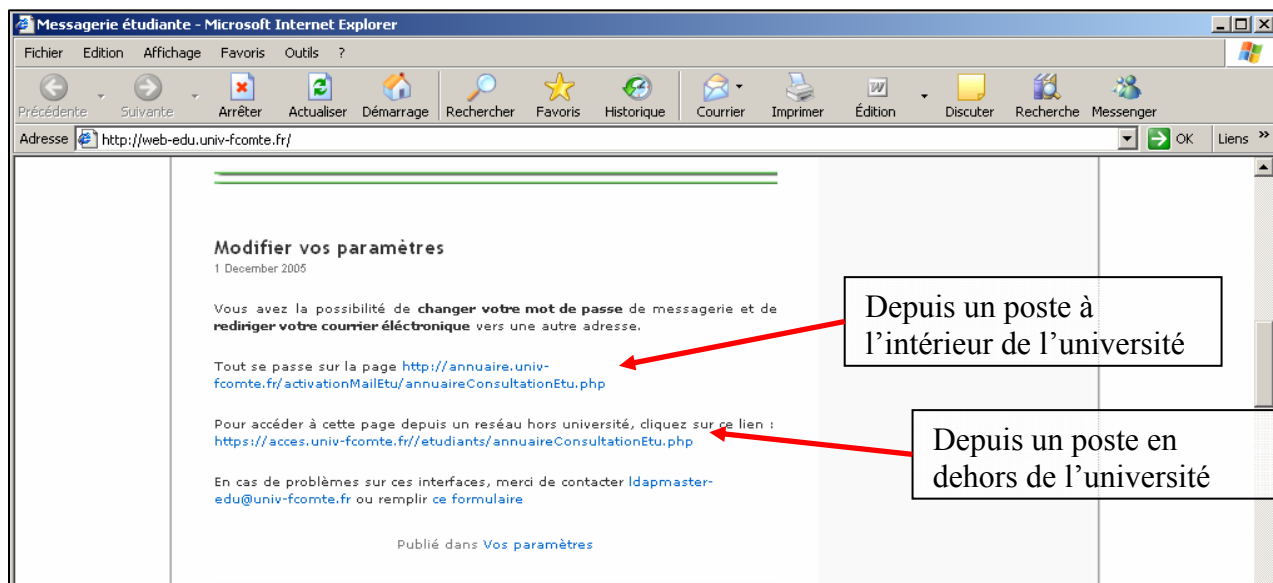 Messagerie étudiante - Microsoft Internet Explorer
Fichier Edition Affichage Favoris Outils ?
Précédente Suivante Arrêter Actualiser Démarrage Rechercher Favoris Historique Courrier Imprimer Édition Discuter Recherche Messenger
Adresse http://web-edu.univ-fcomte.fr/ OK Liens »
Modifier vos paramètres
1 December 2005
Vous avez la possibilité de changer votre mot de passe de messagerie et de
rediriger votre courrier éléctronique vers une autre adresse.
Depuis un poste à
l’intérieur de l’université
Tout se passe sur la page http://annuaire.univ-
fcomte.fr/activationMailEtu/annuaireConsultationEtu.php
Pour accéder à cette page depuis un reséau hors université, cliquez sur ce lien :
https://acces.univ-fcomte.fr//etudiants/annuaireConsultationEtu.php
Depuis un poste en
dehors de l’université
En cas de problèmes sur ces interfaces, merci de contacter ldapmaster-
edu@univ-fcomte.fr ou remplir ce formulaire
Publié dans Vos paramètres